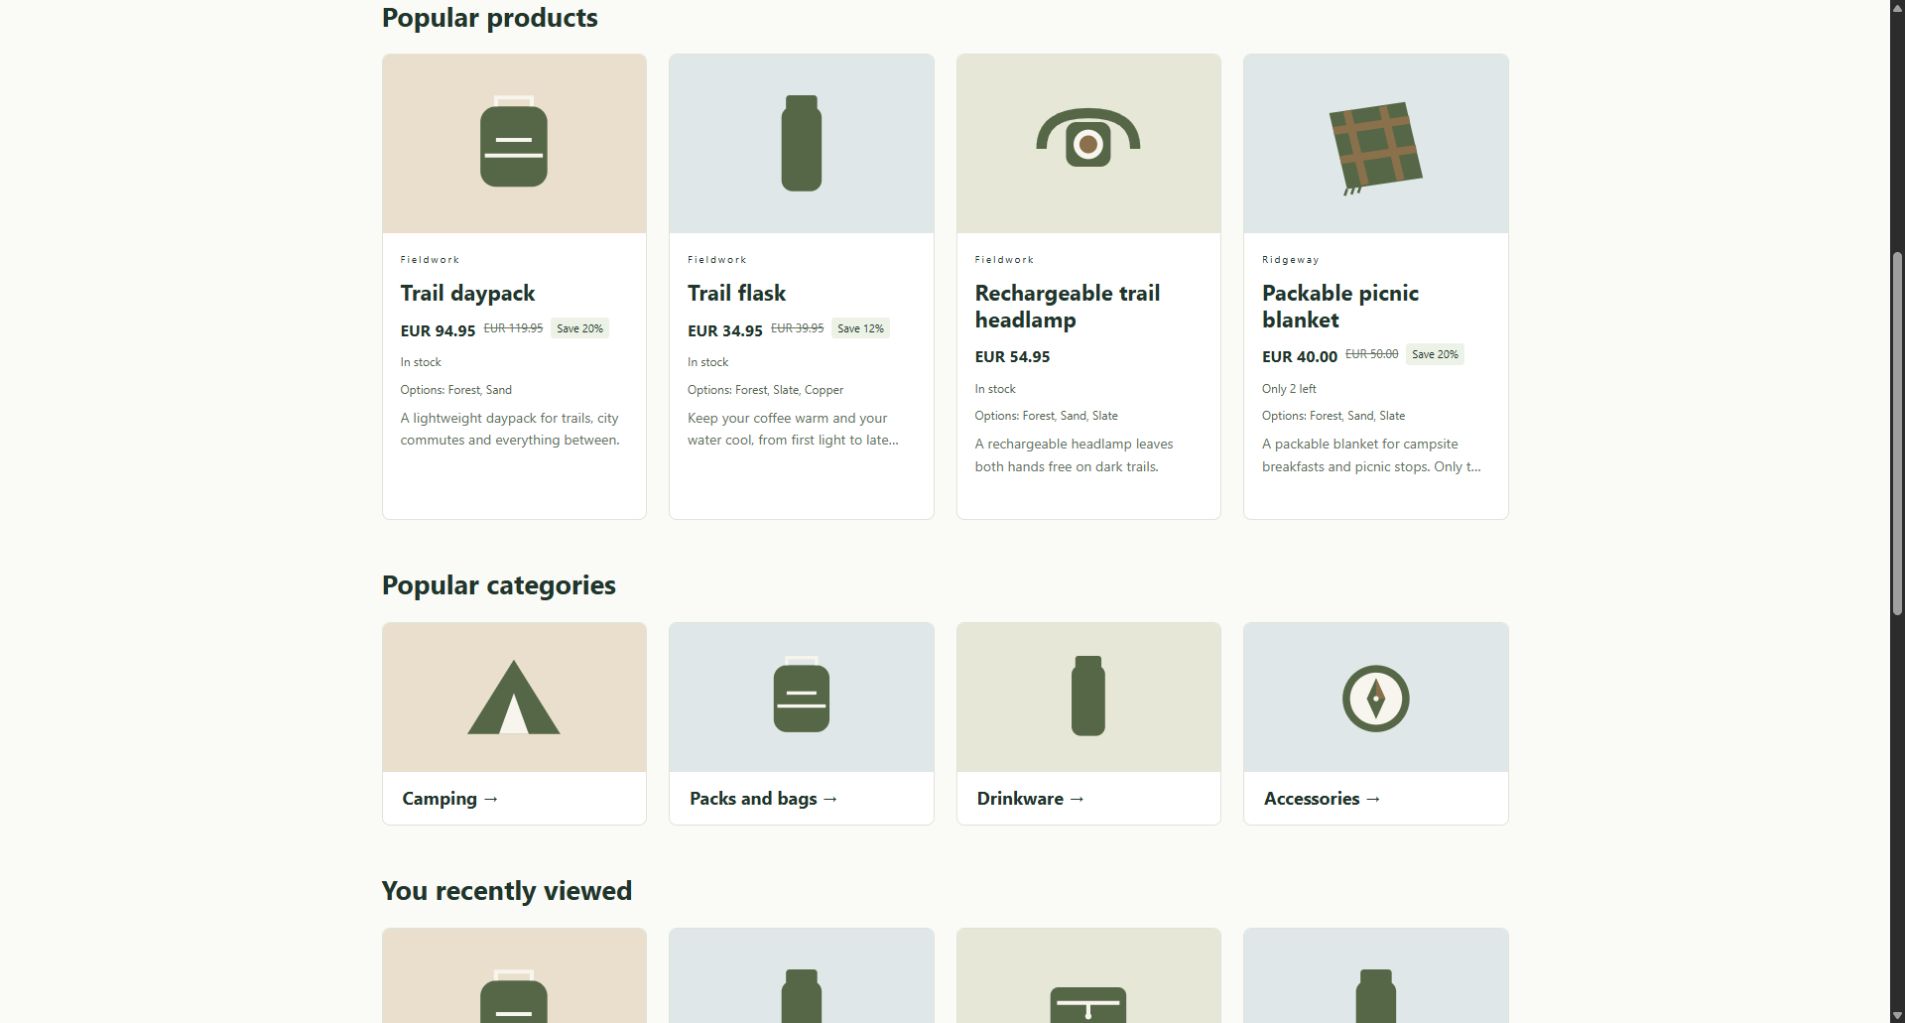 Popular products
Fieldwork
Trail daypack
EUR 94.95 EUR 119.95 Save 20%
In stock
Options: Forest, Sand
A lightweight daypack for trails, city
commutes and everything between.
Fieldwork
Trail flask
EUR 34.95 EUR 39.95 Save 12%
In stock
Options: Forest, Slate, Copper
Keep your coffee warm and your
water cool, from first light to late...
Fieldwork
Rechargeable trail
headlamp
EUR 54.95
In stock
Options: Forest, Sand, Slate
A rechargeable headlamp leaves
both hands free on dark trails.
Ridgeway
Packable picnic
blanket
EUR 40.00 EUR 50.00 Save 20%
Only 2 left
Options: Forest, Sand, Slate
A packable blanket for campsite
breakfasts and picnic stops. Only t...
Popular categories
Camping →
Packs and bags →
Drinkware →
Accessories →
You recently viewed